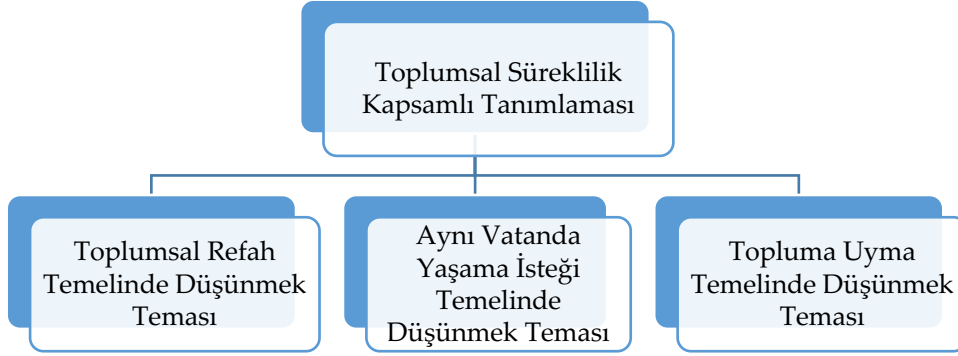 Toplumsal Süreklilik
Kapsamlı Tanımlaması
Toplumsal Refah
Temelinde Düşünmek
Teması
Aynı Vatanda
Yaşama İsteği
Temelinde
Düşünmek Teması
Topluma Uyma
Temelinde Düşünmek
Teması